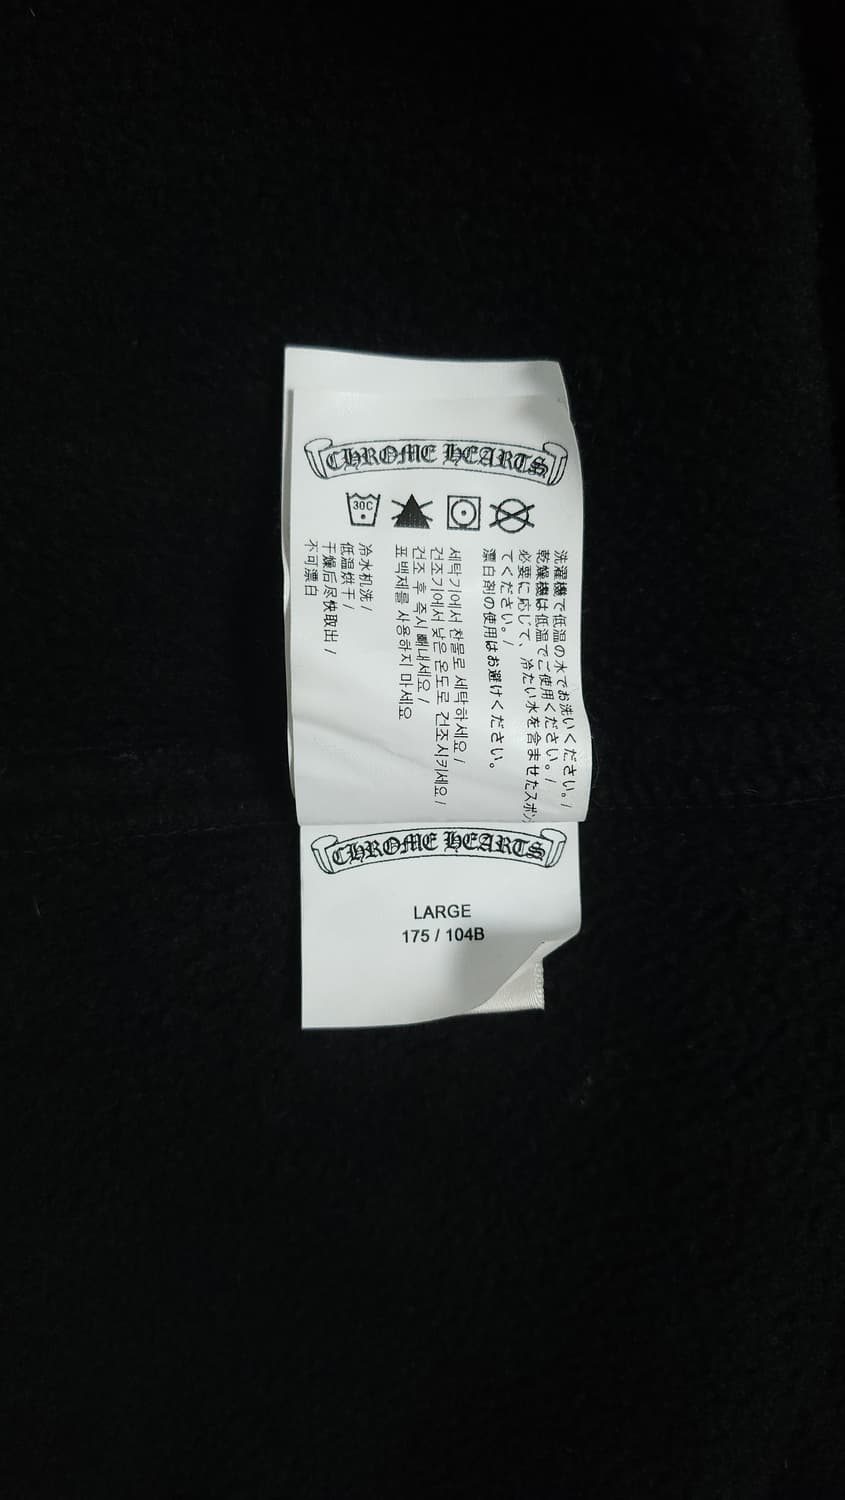 CHROME HEARTS
30C
洗濯機で低温の水でお洗いください。/
乾燥機は低温でご使用ください。/
必要に応じて、冷たい水を含ませたスポン
てください。/
漂白剤の使用はお避けください。
세탁기에서 찬물로 세탁하세요 /
건조기에서 낮은 온도로 건조시키세요 /
건조 후 즉시 빼내세요 /
표백제를 사용하지 마세요
冷水机洗 /
低温烘干 /
干燥后尽快取出 /
不可漂白
CHROME HEARTS
LARGE
175 / 104B